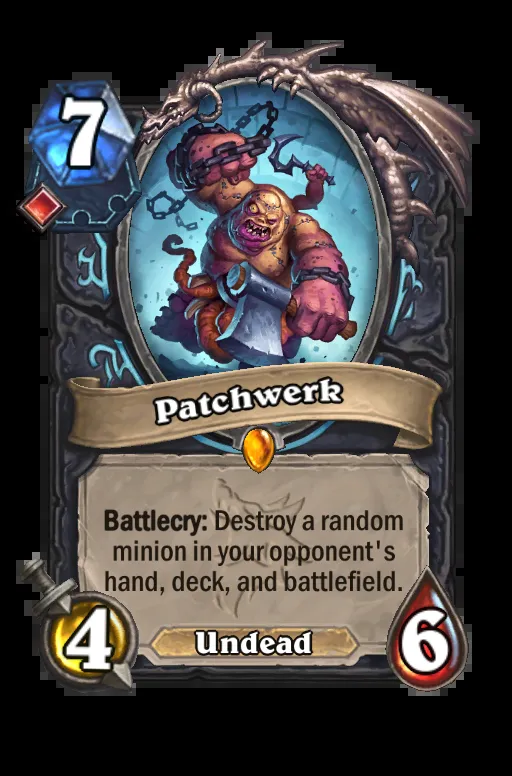 7
Patchwerk
Battlecry: Destroy a random
minion in your opponent's
hand, deck, and battlefield.
4
Undead
6